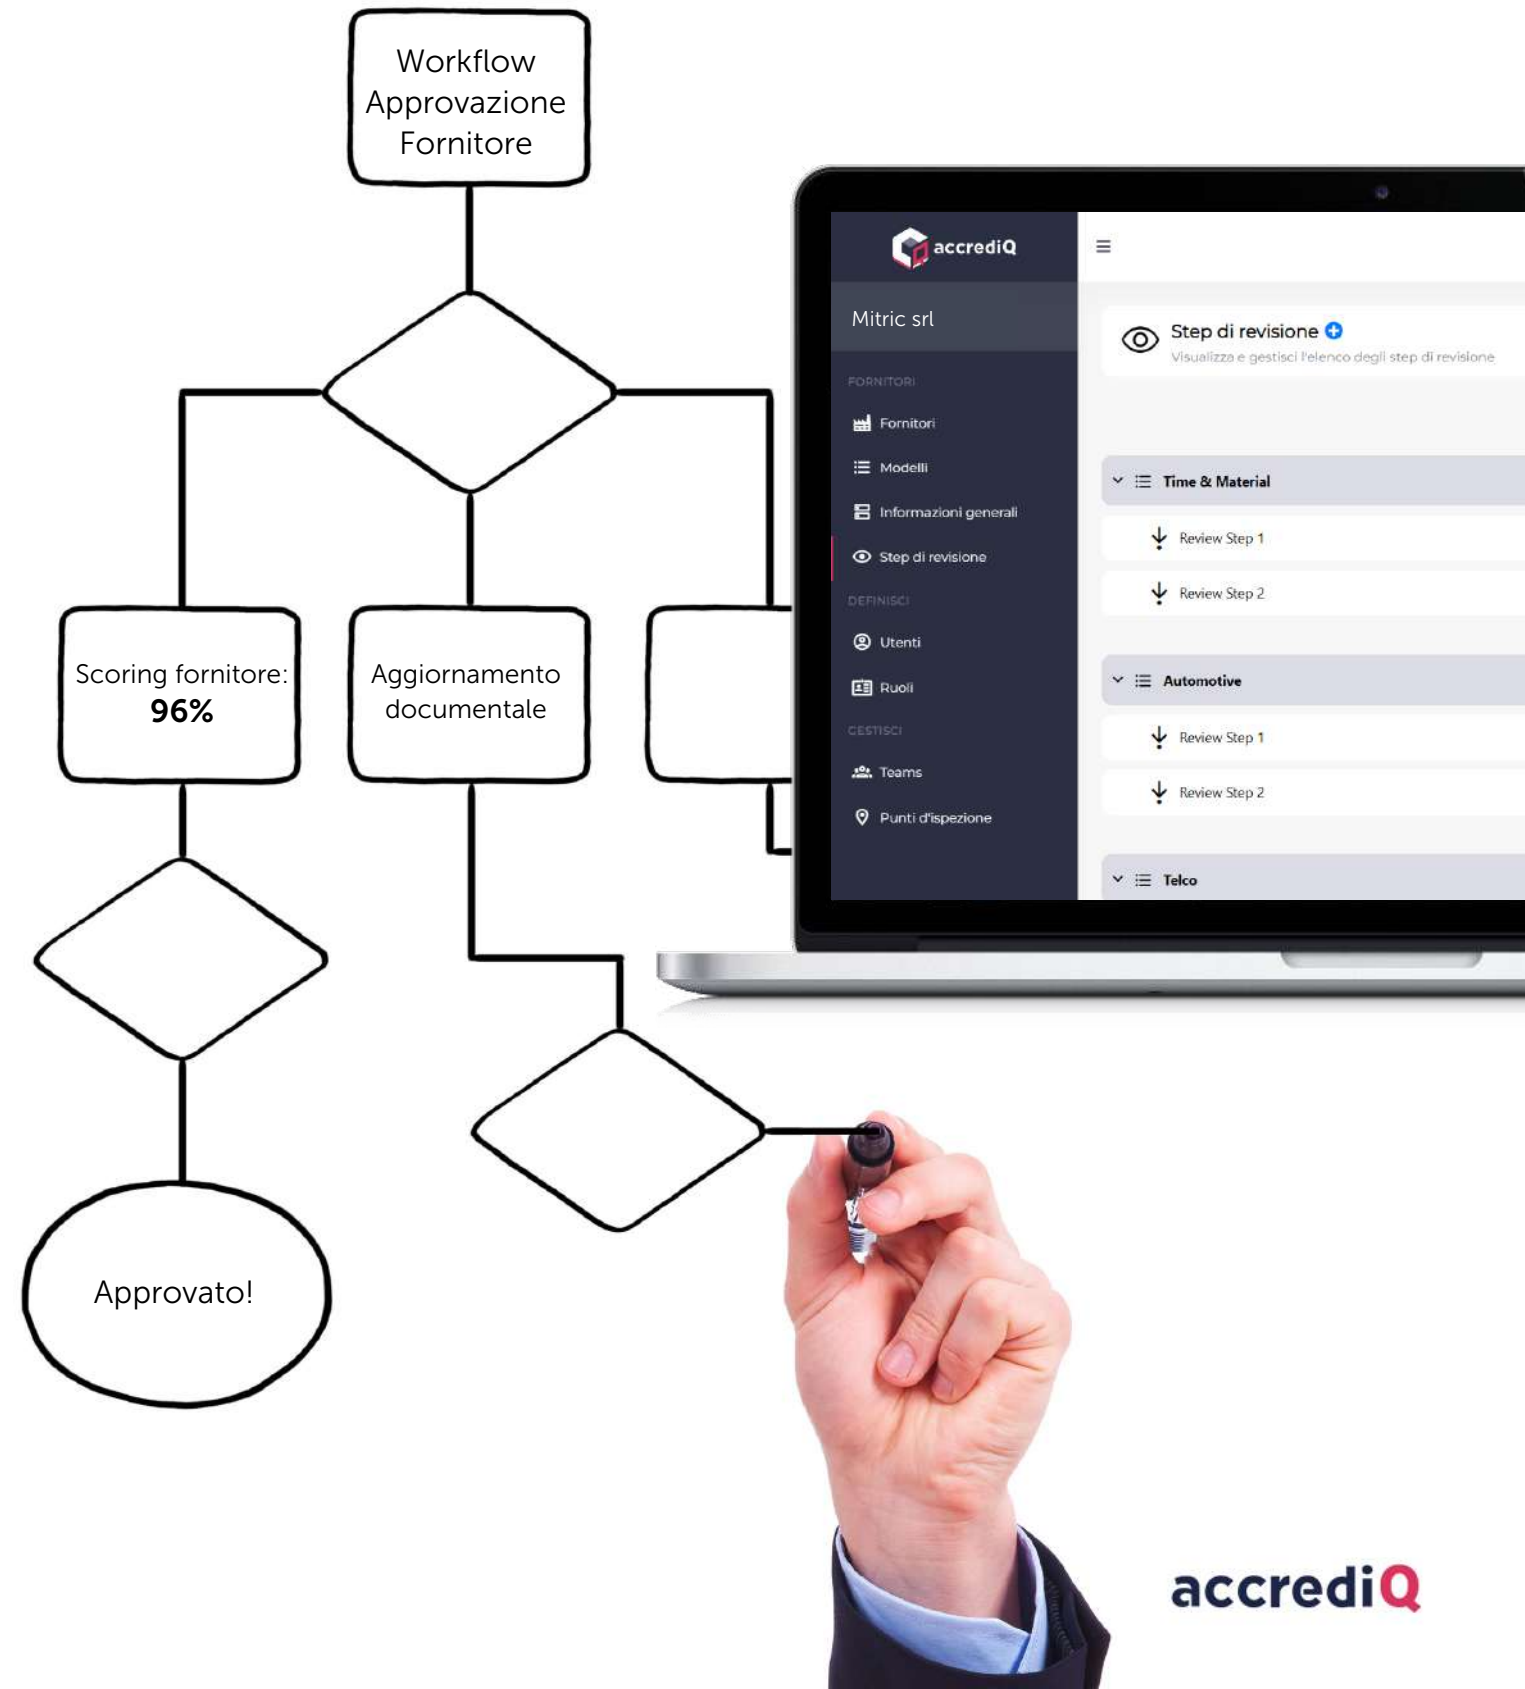 Workflow
Approvazione
Fornitore
Scoring fornitore:
96%
Aggiornamento
documentale
Approvato!
accrediQ
Mitric srl
FORNITORI
Fornitori
Modelli
Informazioni generali
Step di revisione
DEFINISCI
Utenti
Ruoli
GESTISCI
Teams
Punti d'ispezione
Step di revisione
Visualizza e gestisci l'elenco degli step di revisione
Time & Material
Review Step 1
Review Step 2
Automotive
Review Step 1
Review Step 2
Telco
accrediQ